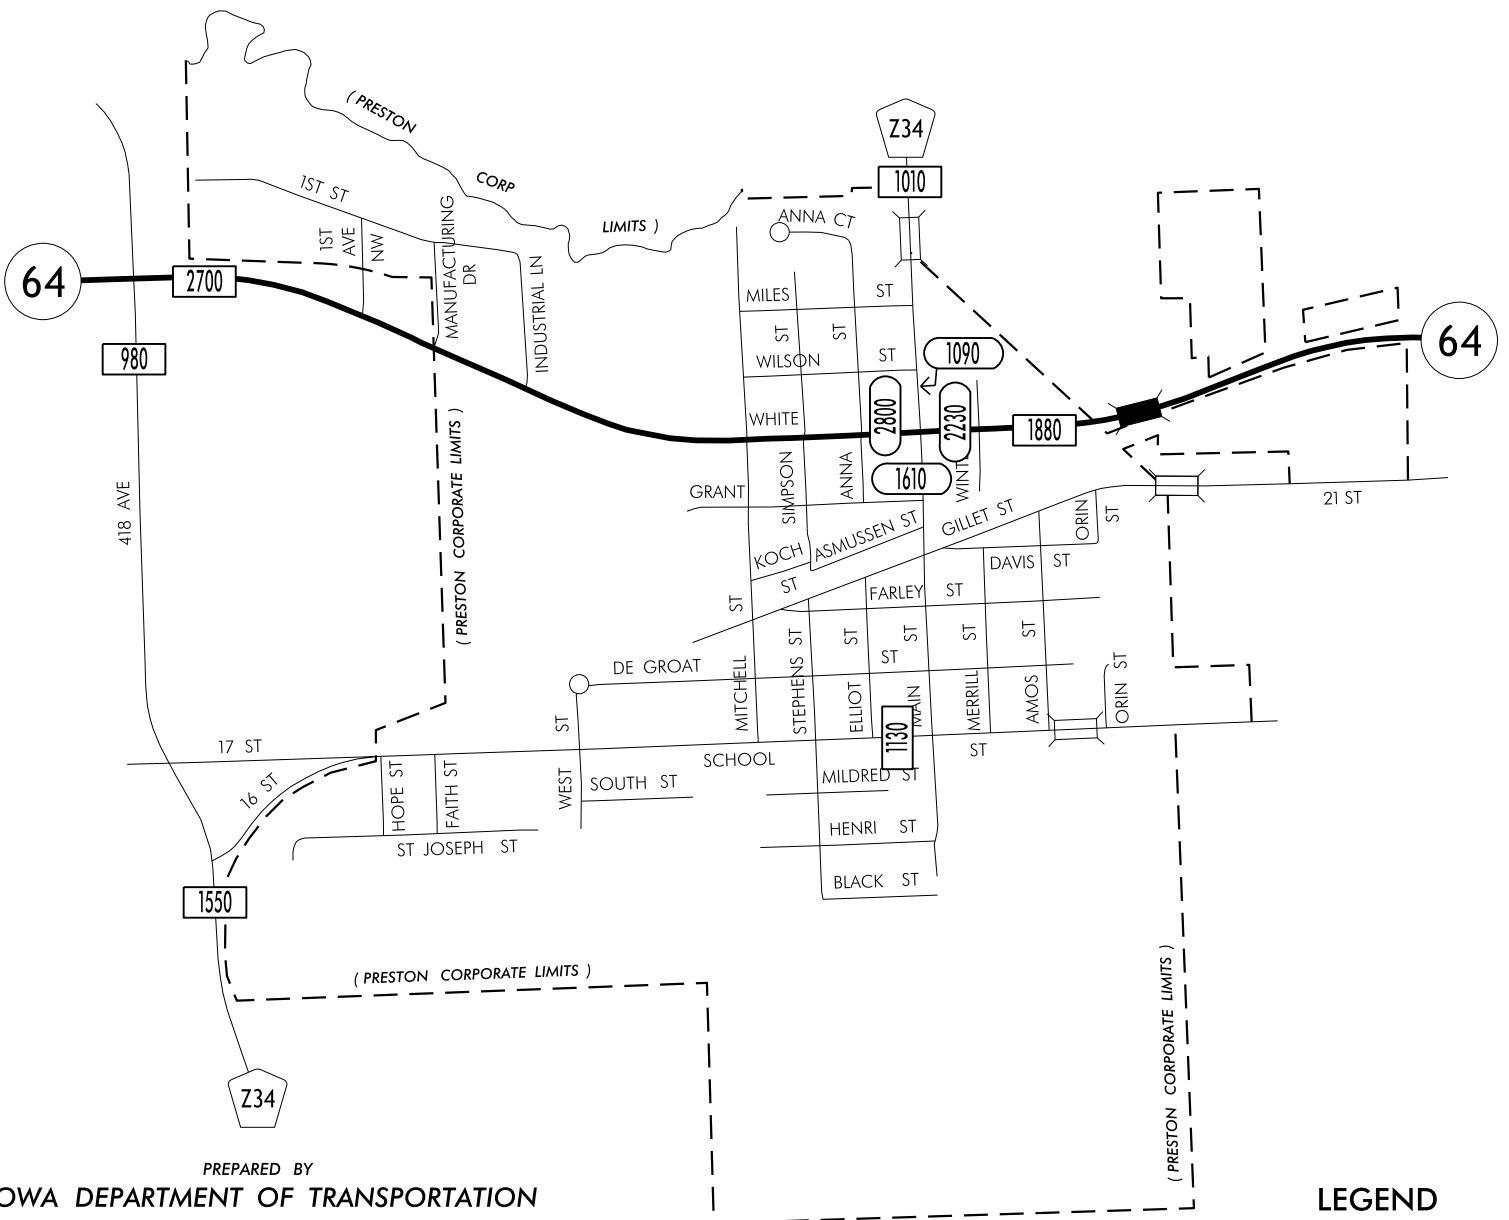 ( PRESTON
CORP
LIMITS )
Z34
1010
1ST ST
1ST AVE NW
MANUFACTURING DR
INDUSTRIAL LN
ANNA CT
64
2700
980
MILES ST
ST
ST
WILSON ST
1090
64
WHITE
2800
2230
1880
418 AVE
( PRESTON CORPORATE LIMITS )
GRANT
SIMPSON
ANNA
1610
WINT
21 ST
KOCH
ST
ASMUSSEN ST
GILLET ST
ORIN ST
DAVIS ST
FARLEY ST
DE GROAT ST
MITCHELL ST
STEPHENS ST
ELLIOT ST
MAIN ST
MERRILL ST
AMOS ST
ORIN ST
1130
17 ST
16 ST
HOPE ST
FAITH ST
WEST ST
SCHOOL ST
SOUTH ST
MILDRED ST
HENRI ST
BLACK ST
ST JOSEPH ST
1550
( PRESTON CORPORATE LIMITS )
( PRESTON CORPORATE LIMITS )
Z34
PREPARED BY
OWA DEPARTMENT OF TRANSPORTATION
LEGEND